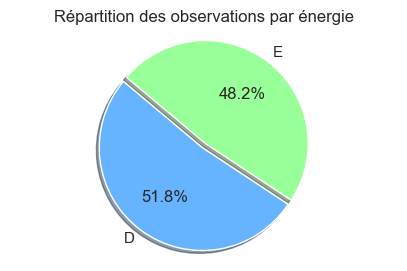 Répartition des observations par énergie
E
48.2%
51.8%
D